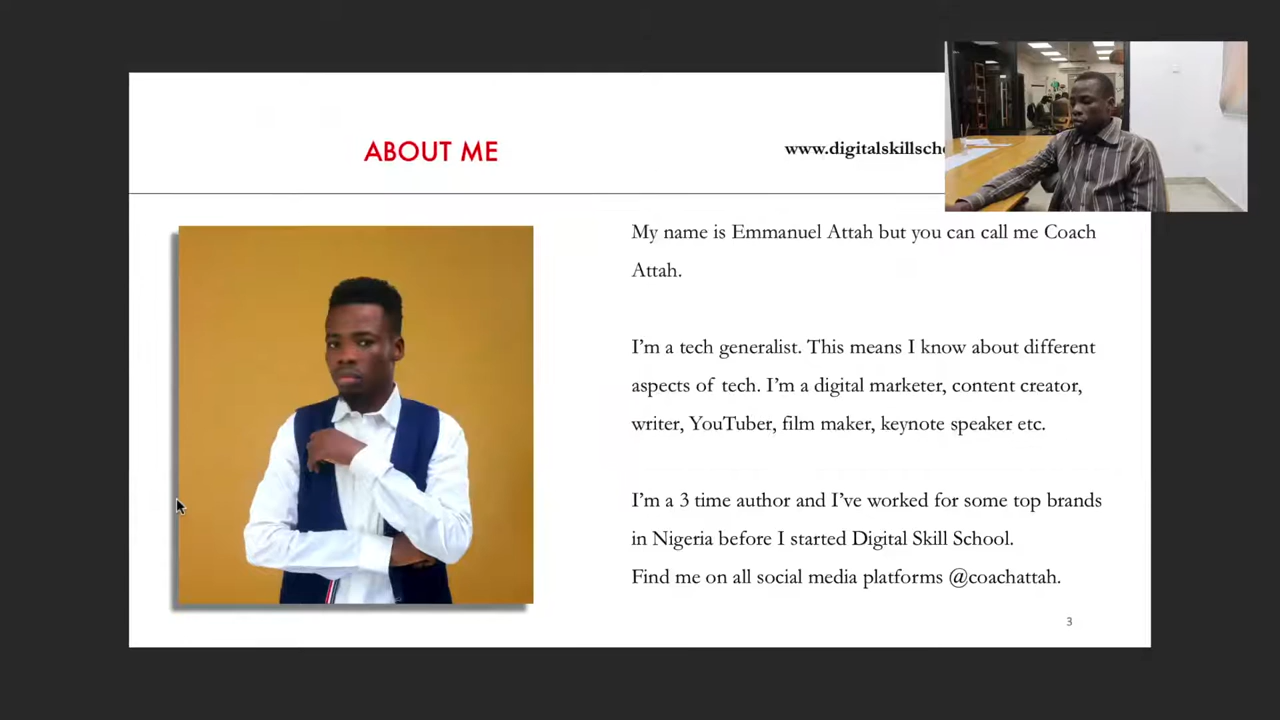 ABOUT ME
www.digitalskillsch
My name is Emmanuel Attah but you can call me Coach
Attah.
I'm a tech generalist. This means I know about different
aspects of tech. I'm a digital marketer, content creator,
writer, YouTuber, film maker, keynote speaker etc.
I'm a 3 time author and I've worked for some top brands
in Nigeria before I started Digital Skill School.
Find me on all social media platforms @coachattah.
3